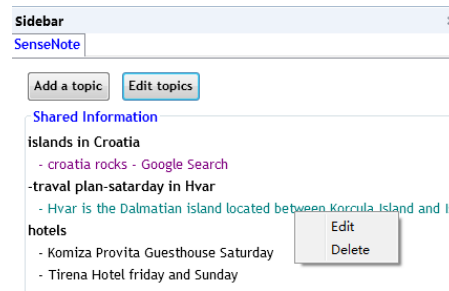 Sidebar
SenseNote
Add a topic Edit topics
Shared Information
islands in Croatia
- croatia rocks - Google Search
-traval plan-satarday in Hvar
- Hvar is the Dalmatian island located between Korcula Island and
hotels
Edit
- Komiza Provita Guesthouse Saturday
Delete
- Tirena Hotel friday and Sunday